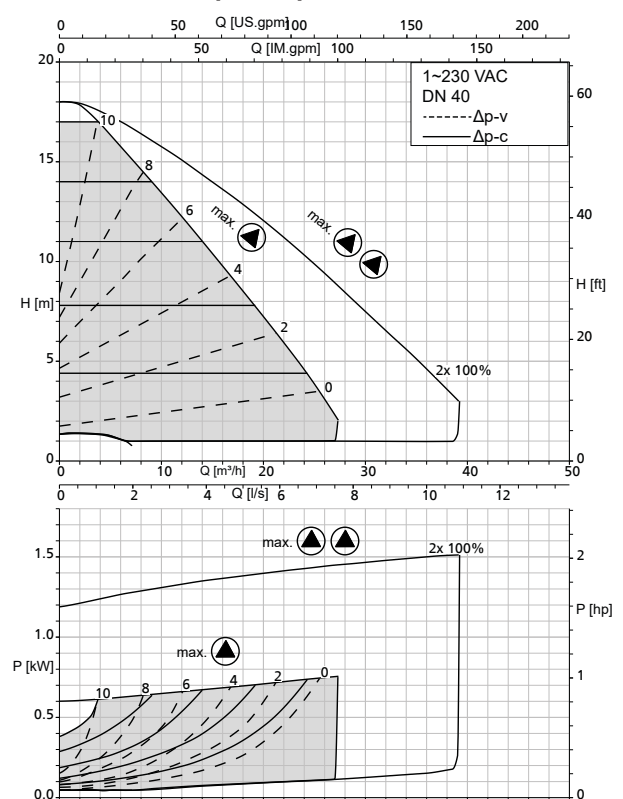 Q [US.gpm]
0 50 100 150 200
Q [IM.gpm]
0 50 100 150
20
15
10
5
0
H [m]
1~230 VAC
DN 40
Δp-v
Δp-c
60
40
20
0
H [ft]
10
8
6
4
2
0
max.
max.
2x 100%
0 10 20 30 40 50
Q [m³/h]
0 2 4 6 8 10 12
Q [l/s]
1.5
1.0
0.5
0.0
P [kW]
max.
2x 100%
max.
10 8 6 4 2 0
2
1
0
P [hp]